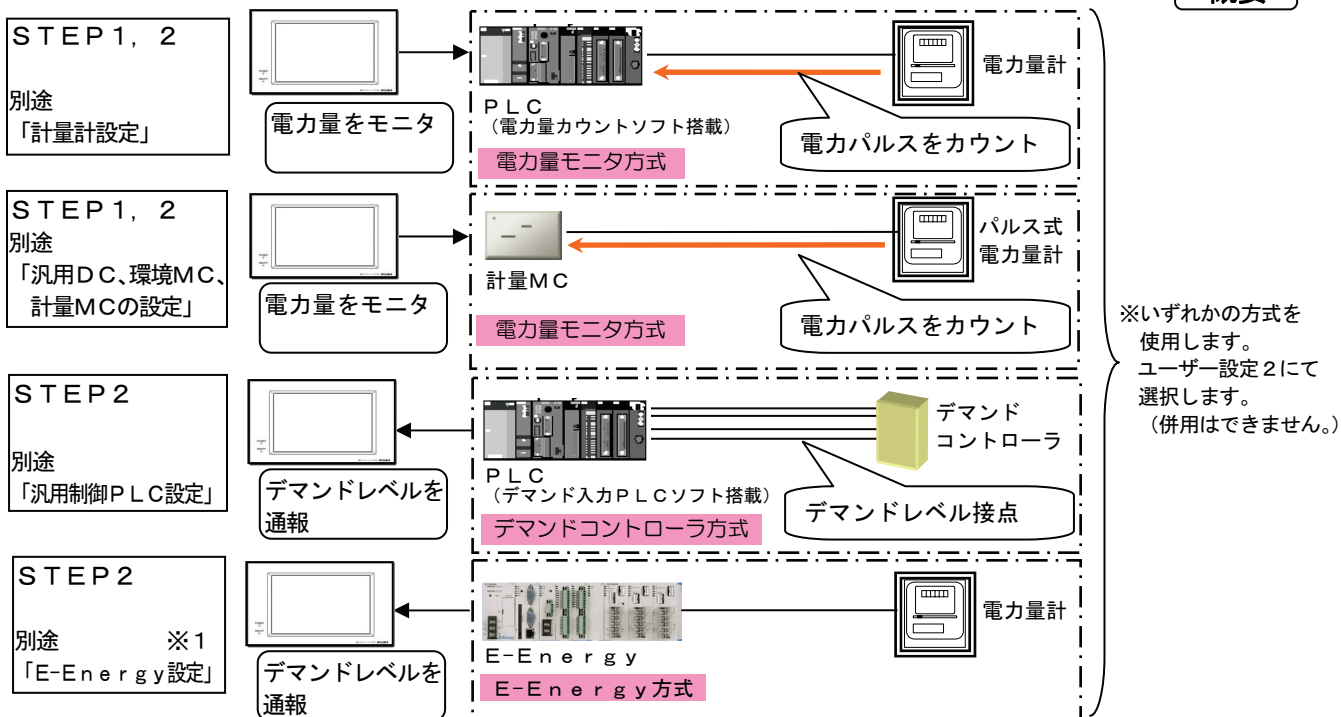 概要
ＳＴＥＰ１，２
別途
「計量計設定」
電力量をモニタ
ＰＬＣ
（電力量カウントソフト搭載）
電力量モニタ方式
電力量計
電力パルスをカウント
ＳＴＥＰ１，２
別途
「汎用ＤＣ、環境ＭＣ、
計量ＭＣの設定」
電力量をモニタ
計量ＭＣ
電力量モニタ方式
パルス式
電力量計
電力パルスをカウント
ＳＴＥＰ２
別途
「汎用制御ＰＬＣ設定」
デマンドレベルを
通報
ＰＬＣ
（デマンド入力ＰＬＣソフト搭載）
デマンドコントローラ方式
デマンド
コントローラ
デマンドレベル接点
ＳＴＥＰ２
別途 ※１
「E-Ｅｎｅｒｇｙ設定」
デマンドレベルを
通報
Ｅ-Ｅｎｅｒｇｙ
Ｅ-Ｅｎｅｒｇｙ方式
電力量計
※いずれかの方式を
使用します。
ユーザー設定２にて
選択します。
（併用はできません。）